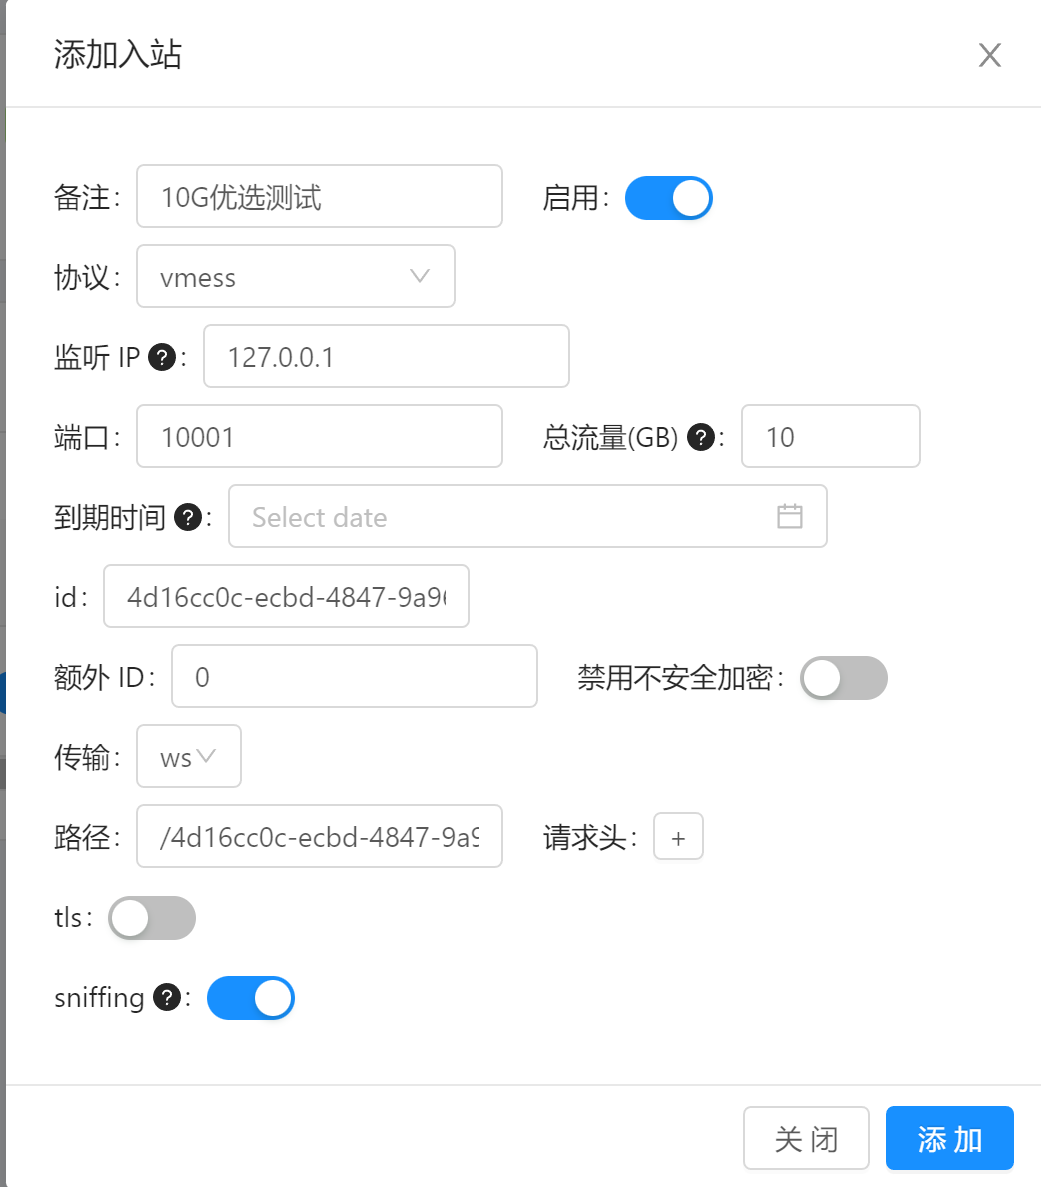 添加入站
备注: 10G优选测试 启用:
协议: vmess
监听 IP ?: 127.0.0.1
端口: 10001 总流量(GB) ?: 10
到期时间 ?: Select date
id: 4d16cc0c-ecbd-4847-9a96
额外 ID: 0 禁用不安全加密:
传输: ws
路径: /4d16cc0c-ecbd-4847-9a9 请求头: +
tls:
sniffing ?:
关 闭 添 加